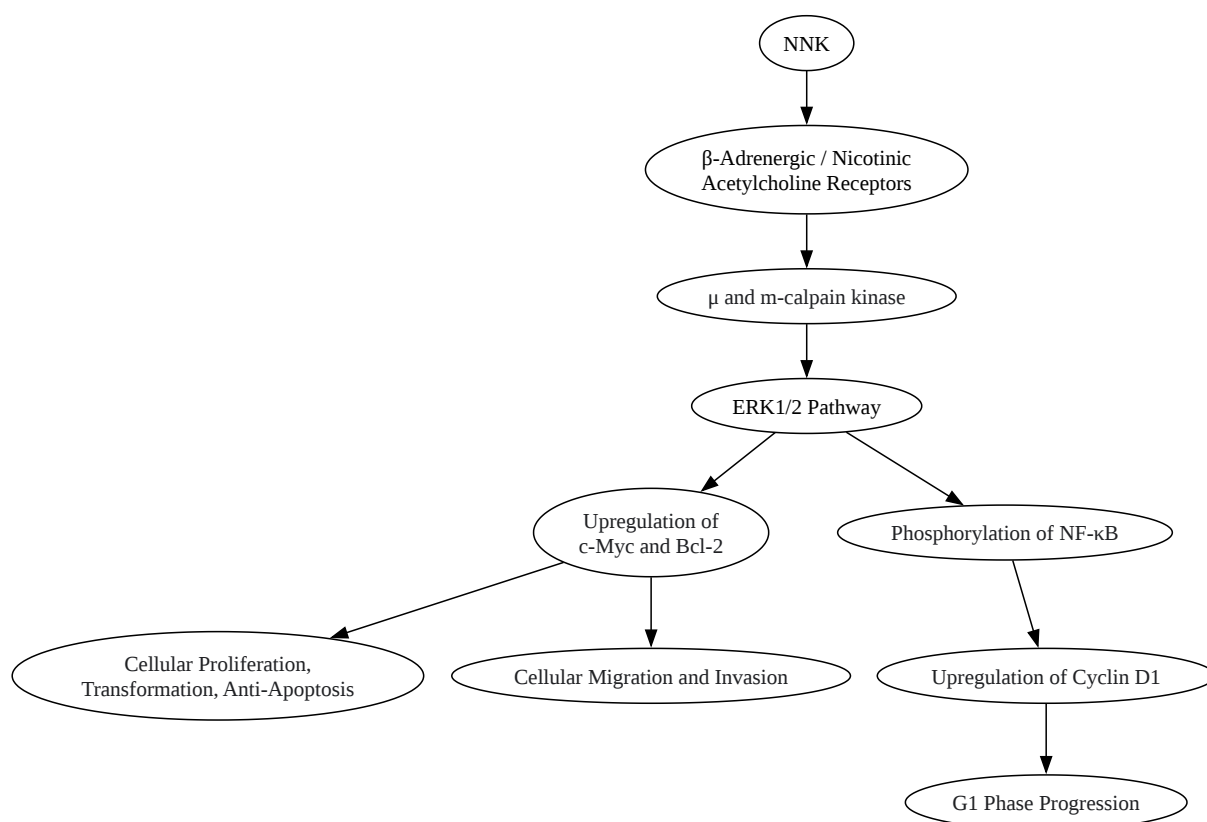 NNK
β-Adrenergic / Nicotinic
Acetylcholine Receptors
μ and m-calpain kinase
ERK1/2 Pathway
Upregulation of
c-Myc and Bcl-2
Phosphorylation of NF-κB
Cellular Proliferation,
Transformation, Anti-Apoptosis
Cellular Migration and Invasion
Upregulation of Cyclin D1
G1 Phase Progression